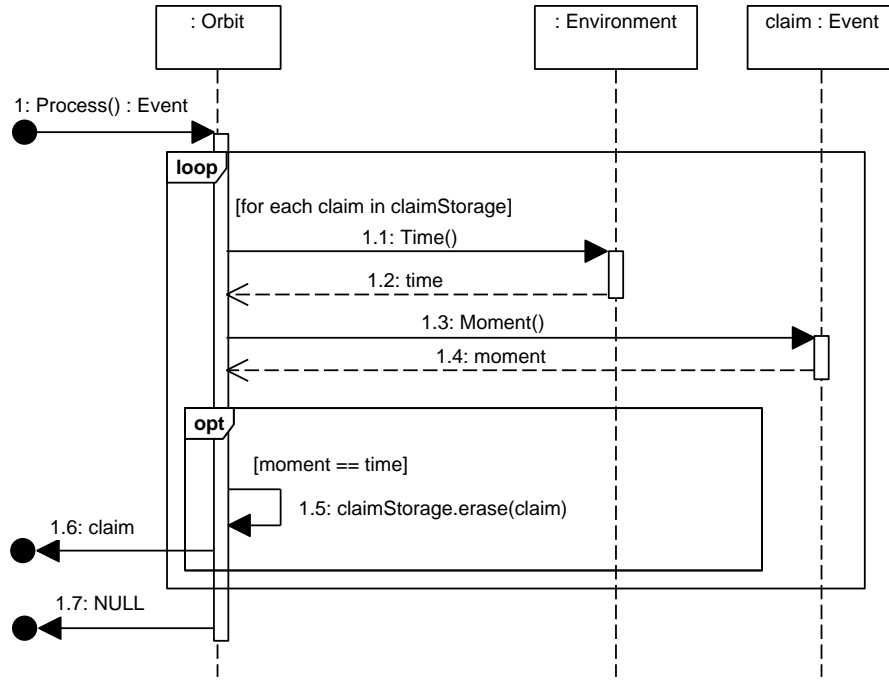 : Orbit
: Environment
claim : Event
1: Process() : Event
loop
[for each claim in claimStorage]
1.1: Time()
1.2: time
1.3: Moment()
1.4: moment
opt
[moment == time]
1.5: claimStorage.erase(claim)
1.6: claim
1.7: NULL